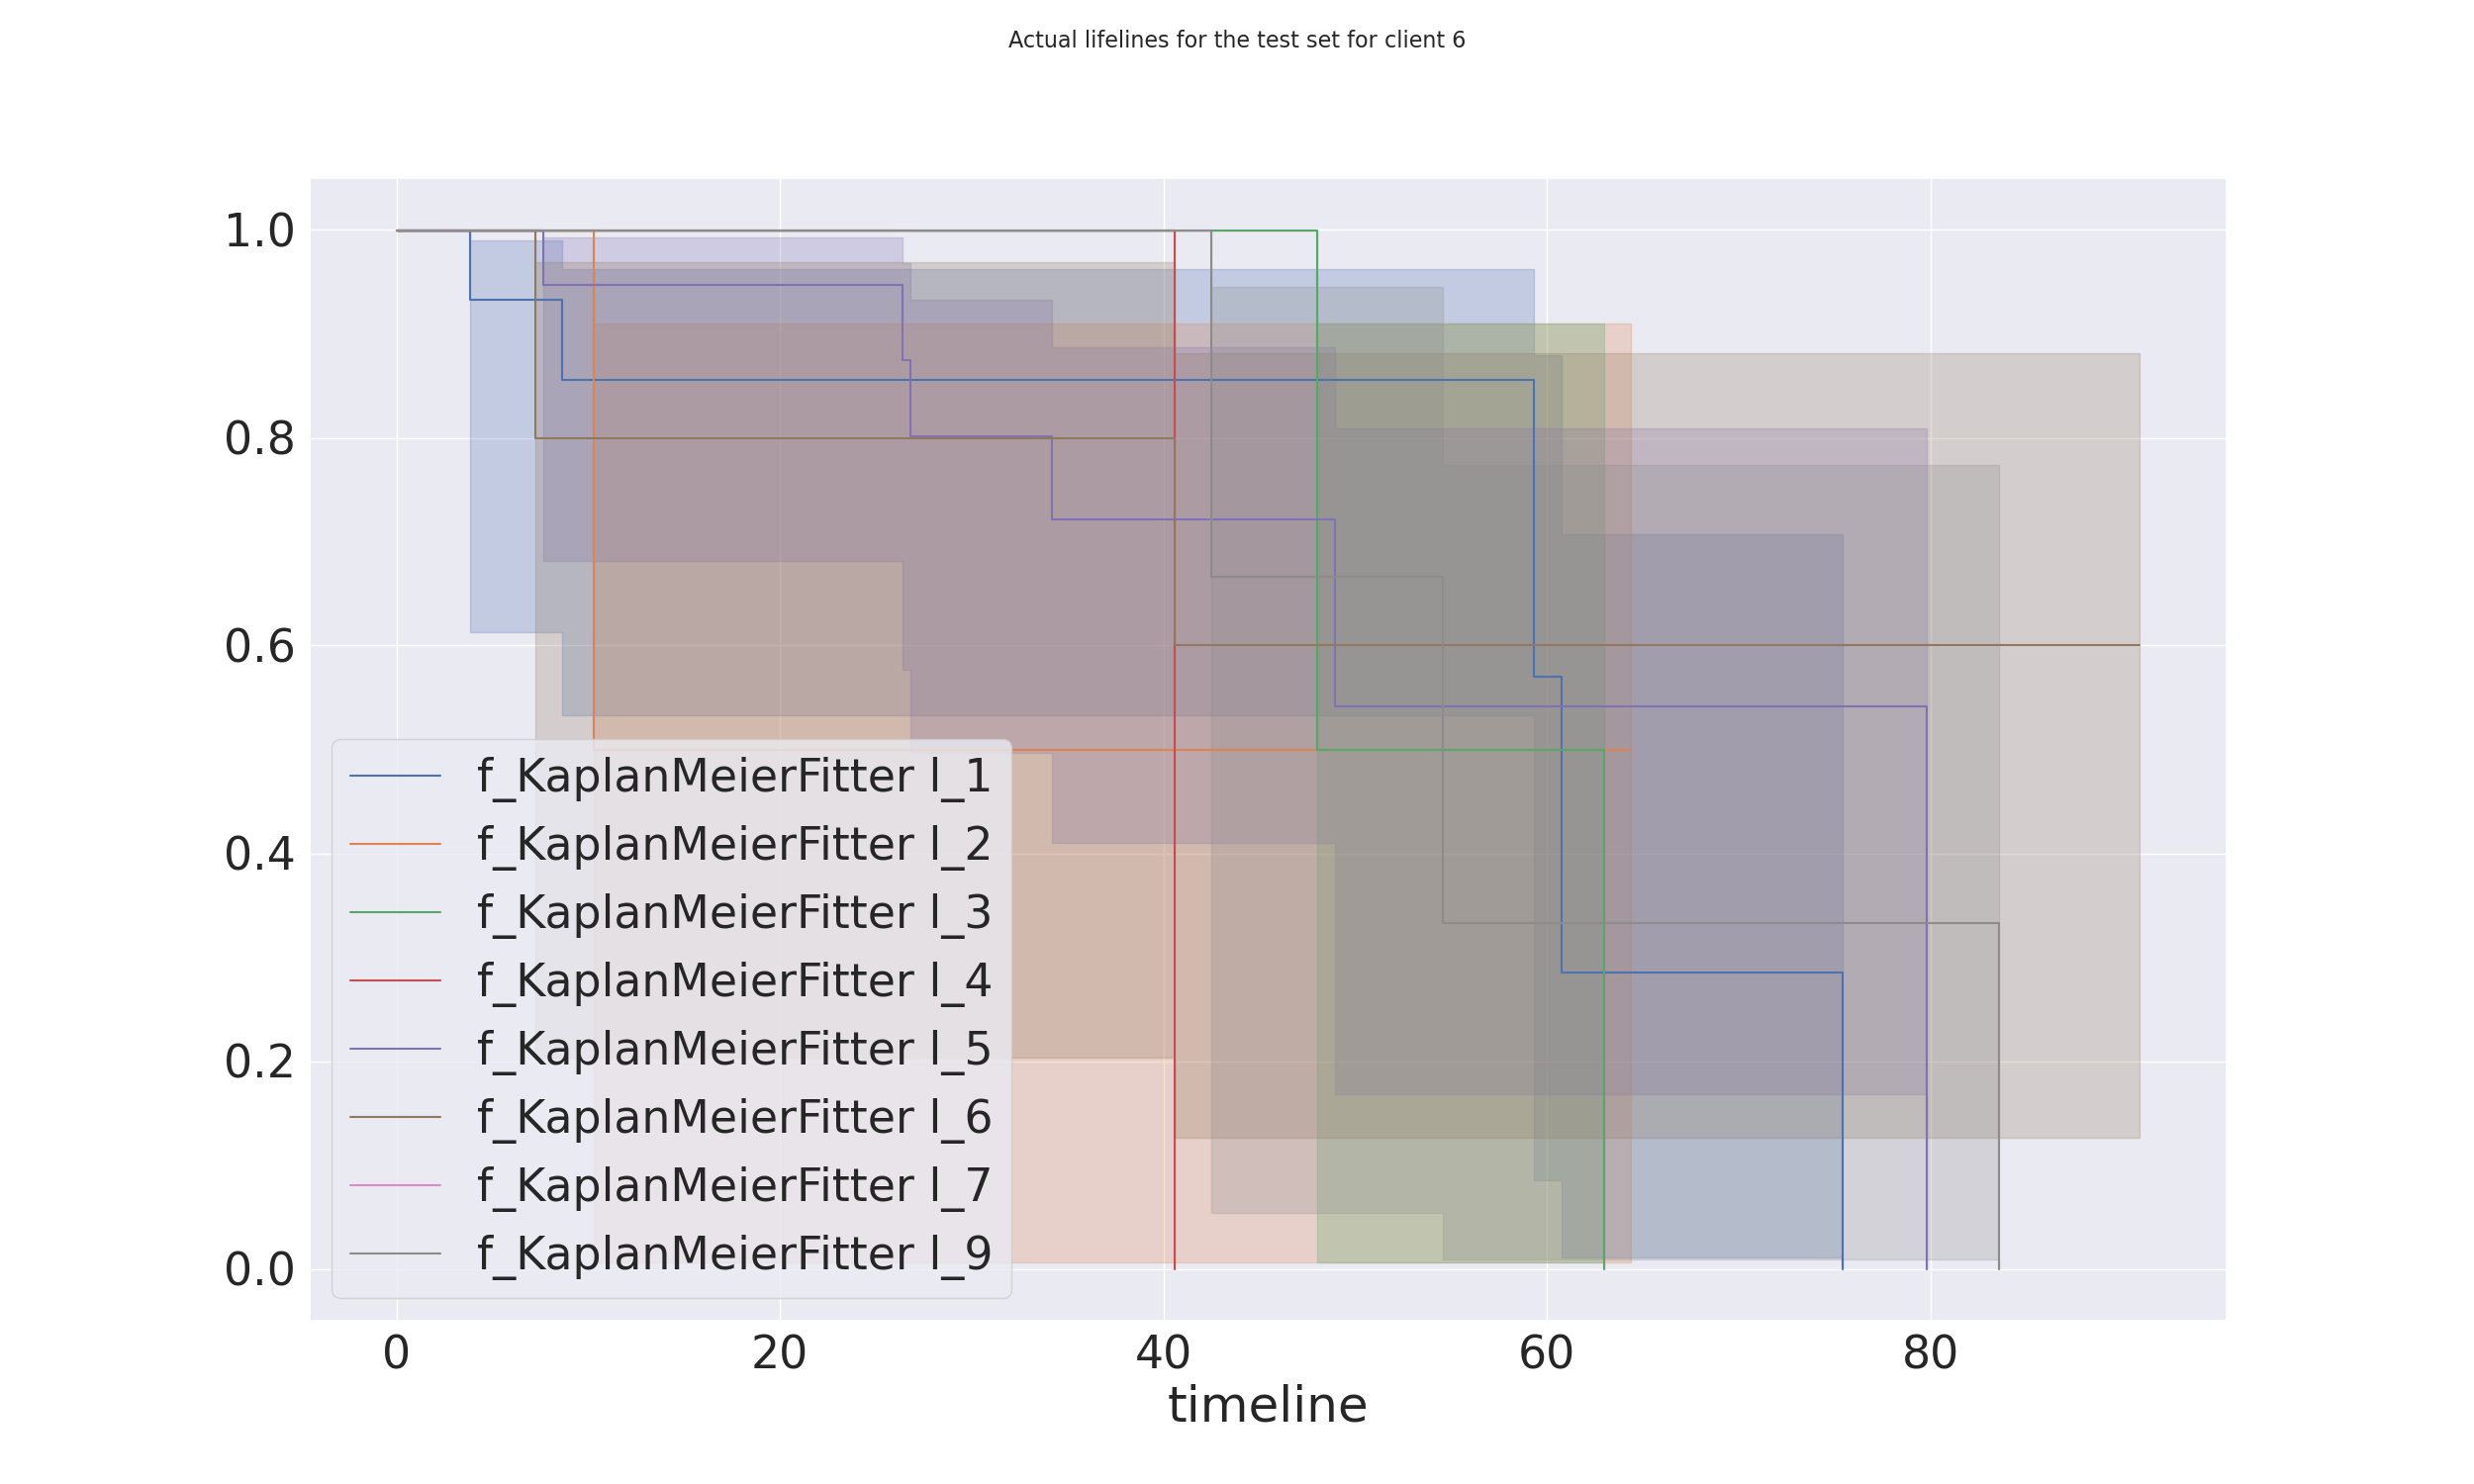 Actual lifelines for the test set for client 6
1.0
0.8
0.6
0.4
0.2
0.0
f_KaplanMeierFitter l_1
f_KaplanMeierFitter l_2
f_KaplanMeierFitter l_3
f_KaplanMeierFitter l_4
f_KaplanMeierFitter l_5
f_KaplanMeierFitter l_6
f_KaplanMeierFitter l_7
f_KaplanMeierFitter l_9
0 20 40 60 80
timeline